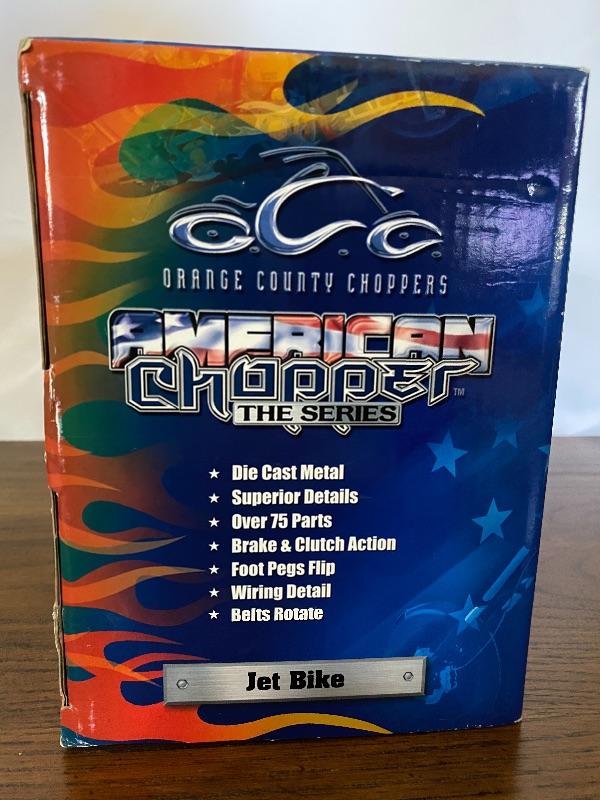 O.C.C.
ORANGE COUNTY CHOPPERS
AMERICAN
CHOPPER™
THE SERIES
★ Die Cast Metal
★ Superior Details
★ Over 75 Parts
★ Brake & Clutch Action
★ Foot Pegs Flip
★ Wiring Detail
★ Belts Rotate
Jet Bike